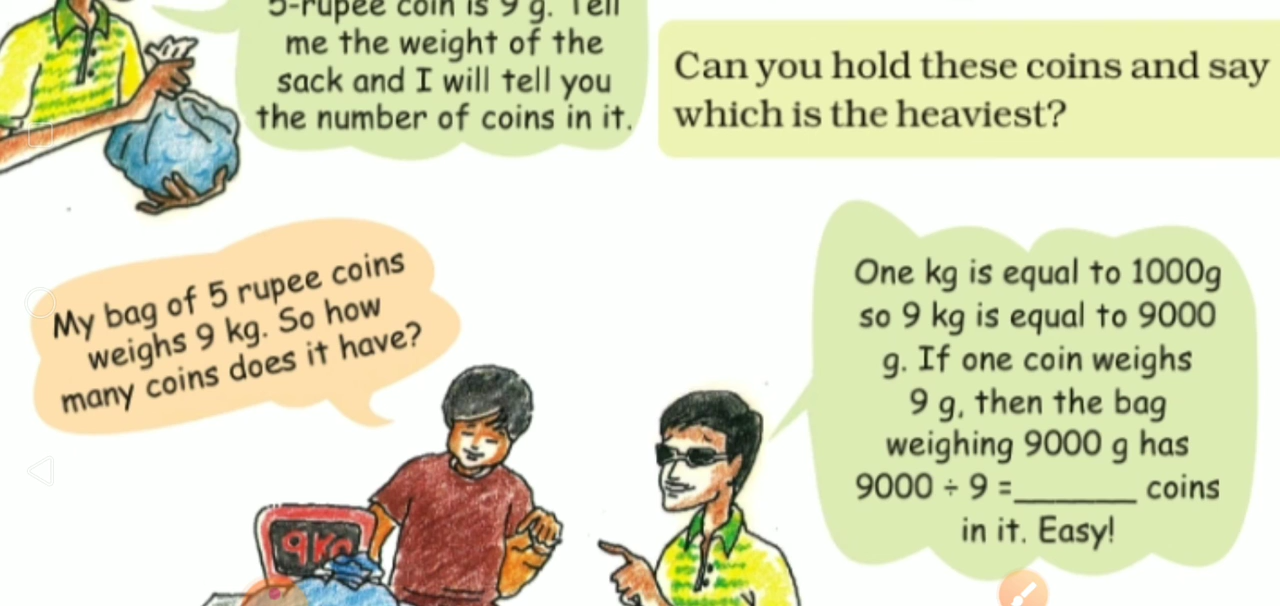 5-rupee coin is 9 g. Tell
me the weight of the
sack and I will tell you
the number of coins in it.
Can you hold these coins and say
which is the heaviest?
My bag of 5 rupee coins
weighs 9 kg. So how
many coins does it have?
One kg is equal to 1000g
so 9 kg is equal to 9000
g. If one coin weighs
9 g, then the bag
weighing 9000 g has
9000 ÷ 9 =_______ coins
in it. Easy!
9kg